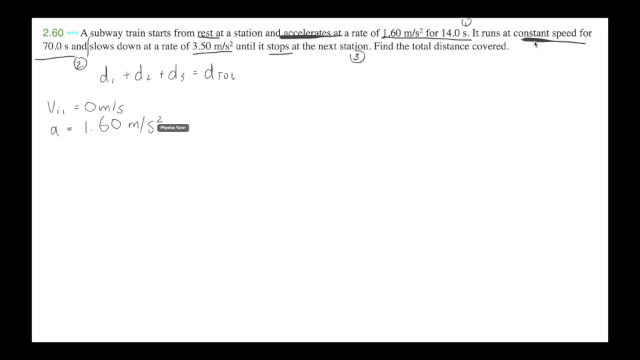 ①
2.60 ••• A subway train starts from rest at a station and accelerates at a rate of 1.60 m/s² for 14.0 s. It runs at constant speed for
70.0 s and slows down at a rate of 3.50 m/s² until it stops at the next station. Find the total distance covered.
② ③
d₁ + d₂ + d₃ = dTOt
Vi₁ = 0 m/s
a = 1.60 m/s²
Physics Tutor